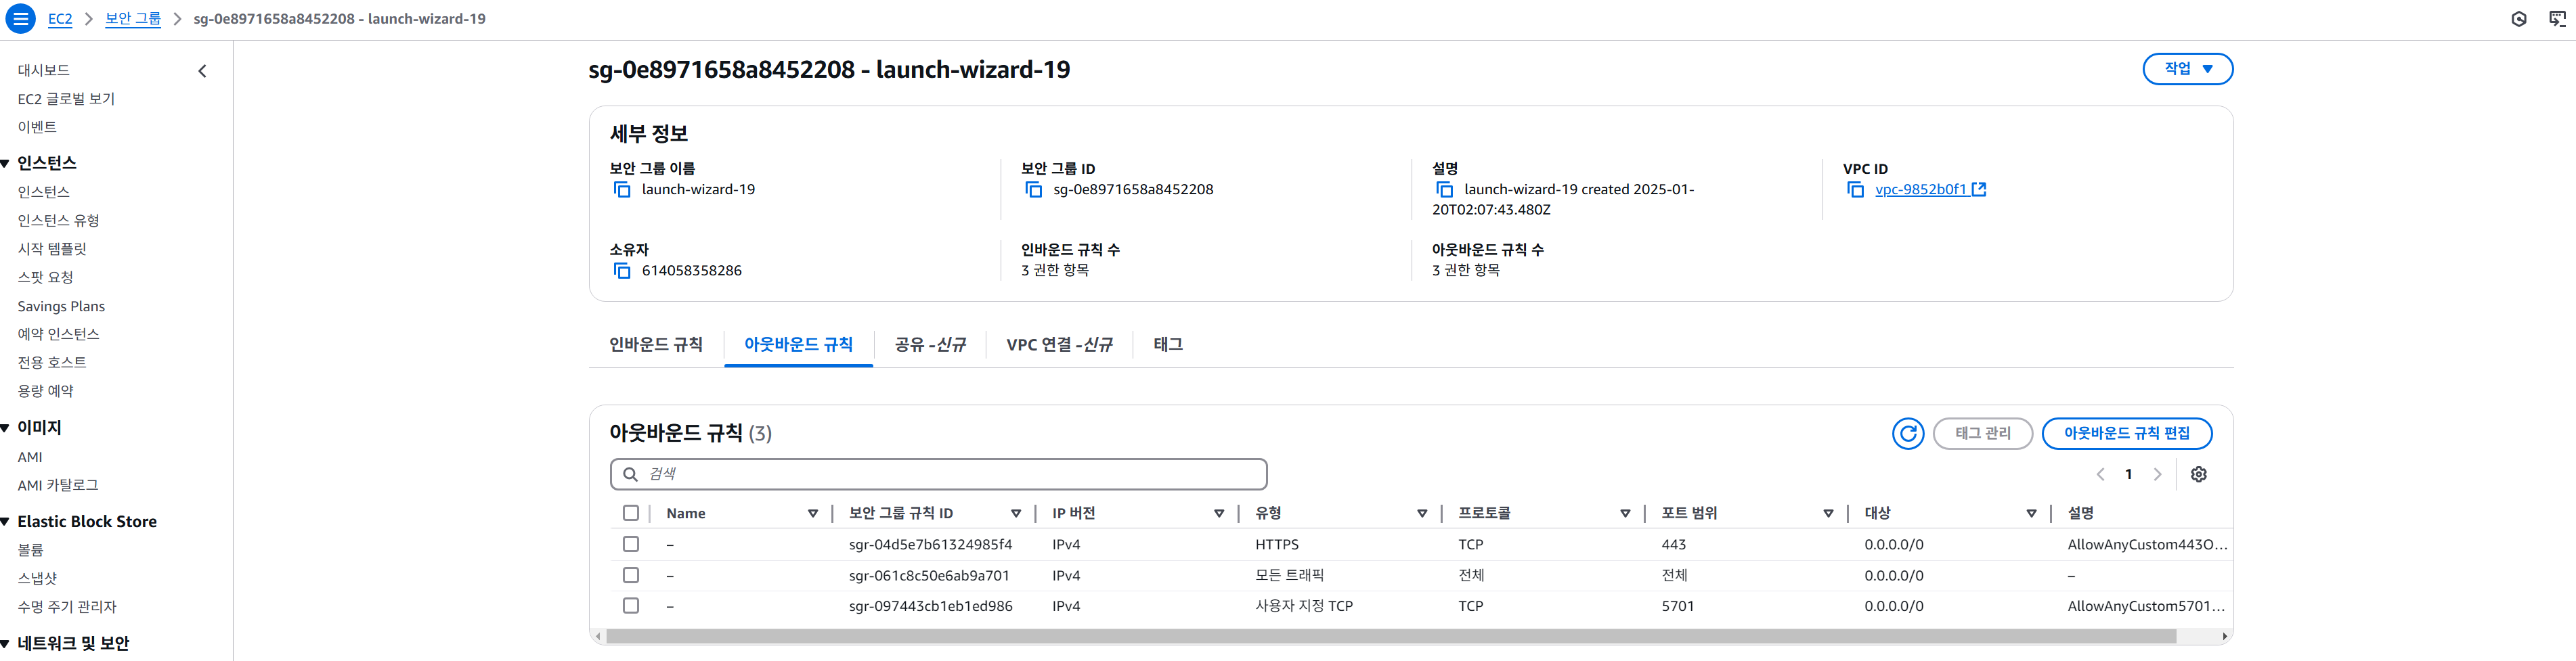 EC2 > 보안 그룹 > sg-0e8971658a8452208 - launch-wizard-19
대시보드
EC2 글로벌 보기
이벤트
인스턴스
인스턴스
인스턴스 유형
시작 템플릿
스팟 요청
Savings Plans
예약 인스턴스
전용 호스트
용량 예약
이미지
AMI
AMI 카탈로그
Elastic Block Store
볼륨
스냅샷
수명 주기 관리자
네트워크 및 보안
sg-0e8971658a8452208 - launch-wizard-19
작업
세부 정보
보안 그룹 이름
launch-wizard-19
보안 그룹 ID
sg-0e8971658a8452208
설명
launch-wizard-19 created 2025-01-
20T02:07:43.480Z
VPC ID
vpc-9852b0f1
소유자
614058358286
인바운드 규칙 수
3 권한 항목
아웃바운드 규칙 수
3 권한 항목
인바운드 규칙 아웃바운드 규칙 공유 -신규 VPC 연결 -신규 태그
아웃바운드 규칙 (3)
태그 관리 아웃바운드 규칙 편집
검색
1
Name 보안 그룹 규칙 ID IP 버전 유형 프로토콜 포트 범위 대상 설명
– sgr-04d5e7b61324985f4 IPv4 HTTPS TCP 443 0.0.0.0/0 AllowAnyCustom443O...
– sgr-061c8c50e6ab9a701 IPv4 모든 트래픽 전체 전체 0.0.0.0/0 –
– sgr-097443cb1eb1ed986 IPv4 사용자 지정 TCP TCP 5701 0.0.0.0/0 AllowAnyCustom5701...